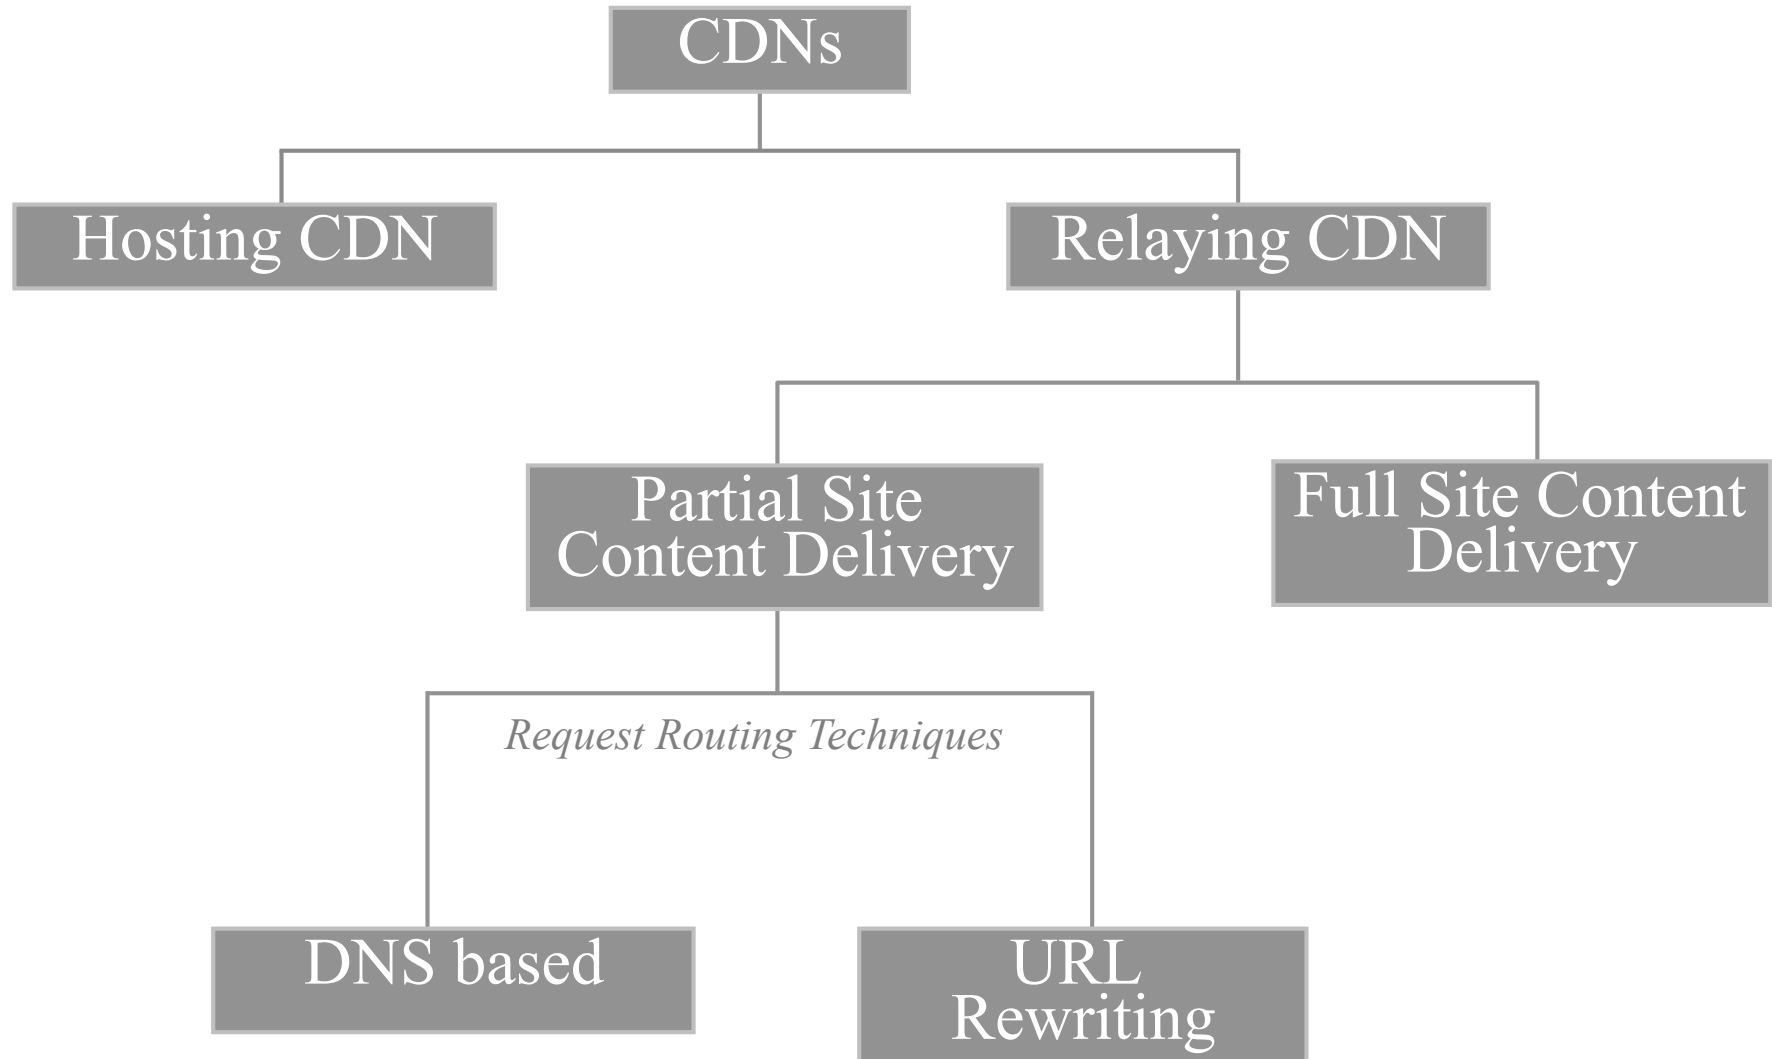 CDNs
Hosting CDN
Relaying CDN
Partial Site
Content Delivery
Full Site Content
Delivery
Request Routing Techniques
DNS based
URL
Rewriting